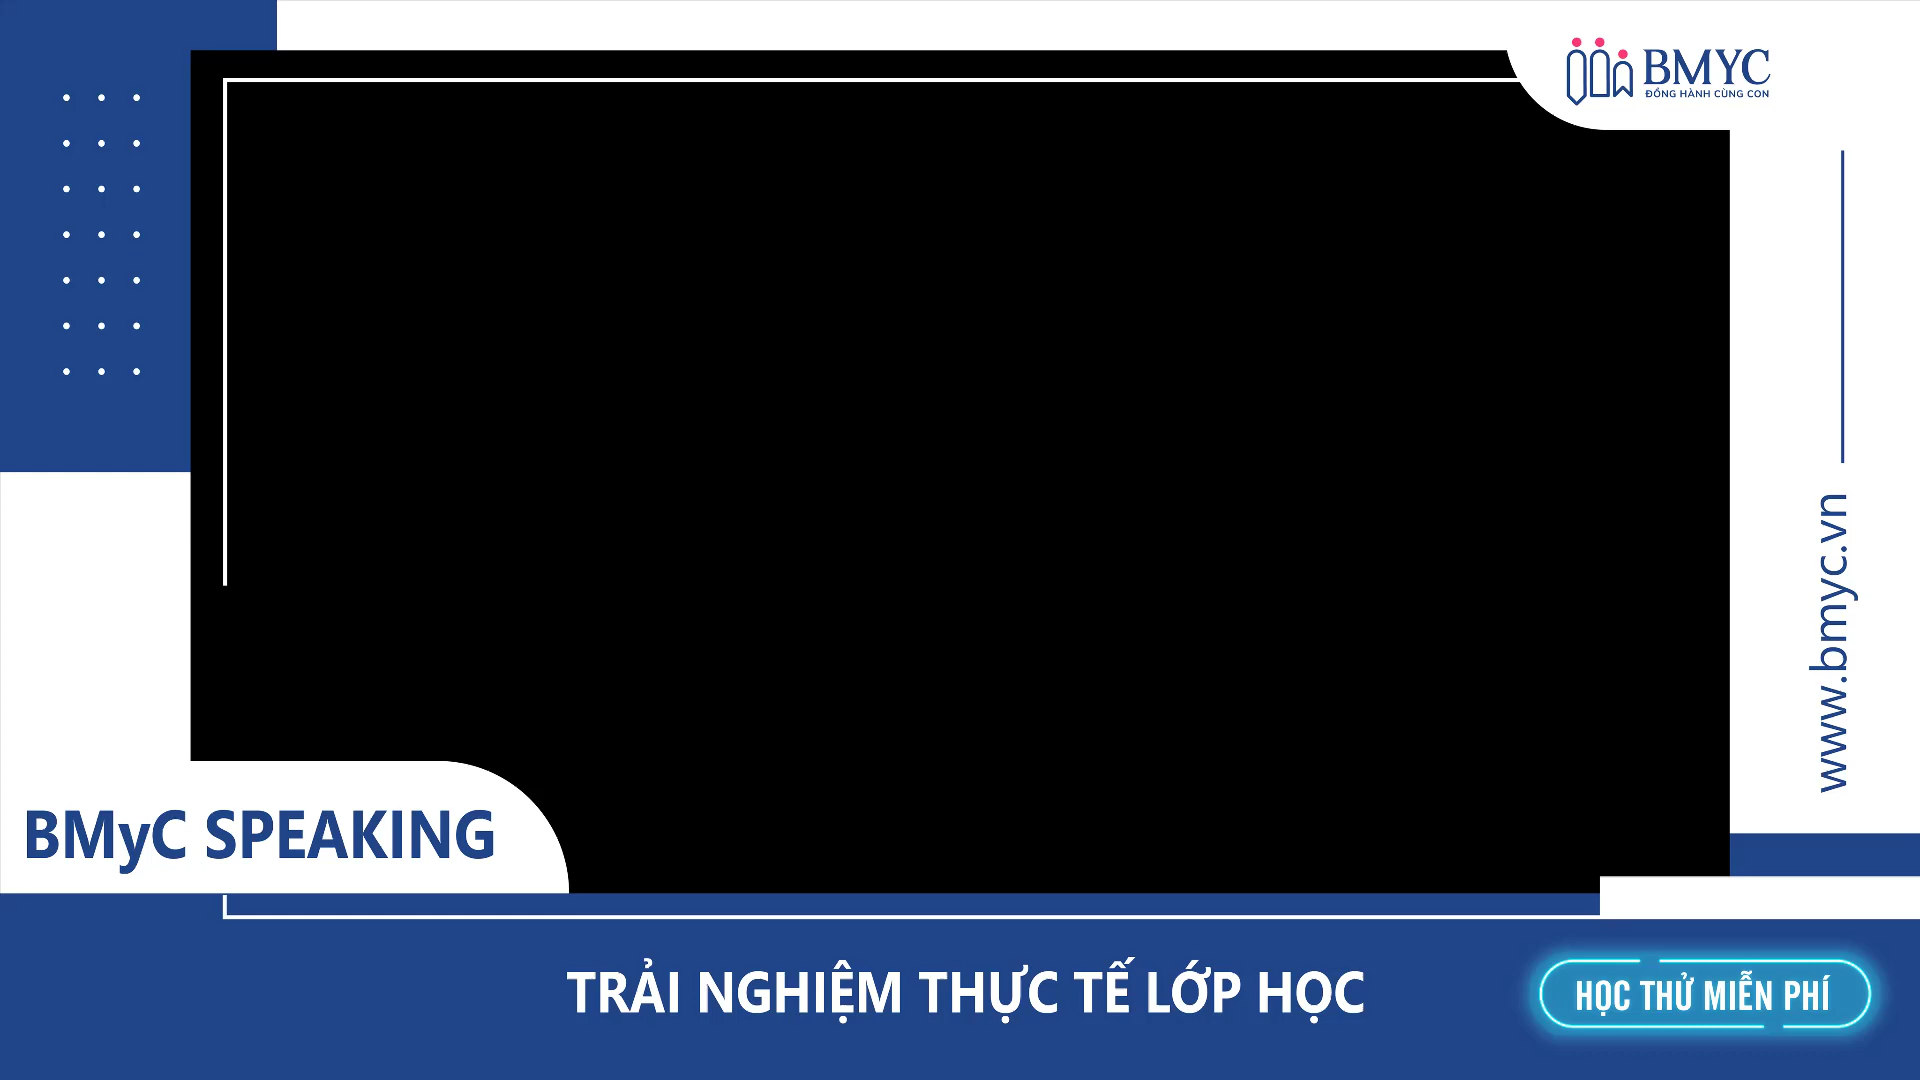 BMYC
ĐỒNG HÀNH CÙNG CON
www.bmyc.vn
BMyC SPEAKING
TRẢI NGHIỆM THỰC TẾ LỚP HỌC
HỌC THỬ MIỄN PHÍ